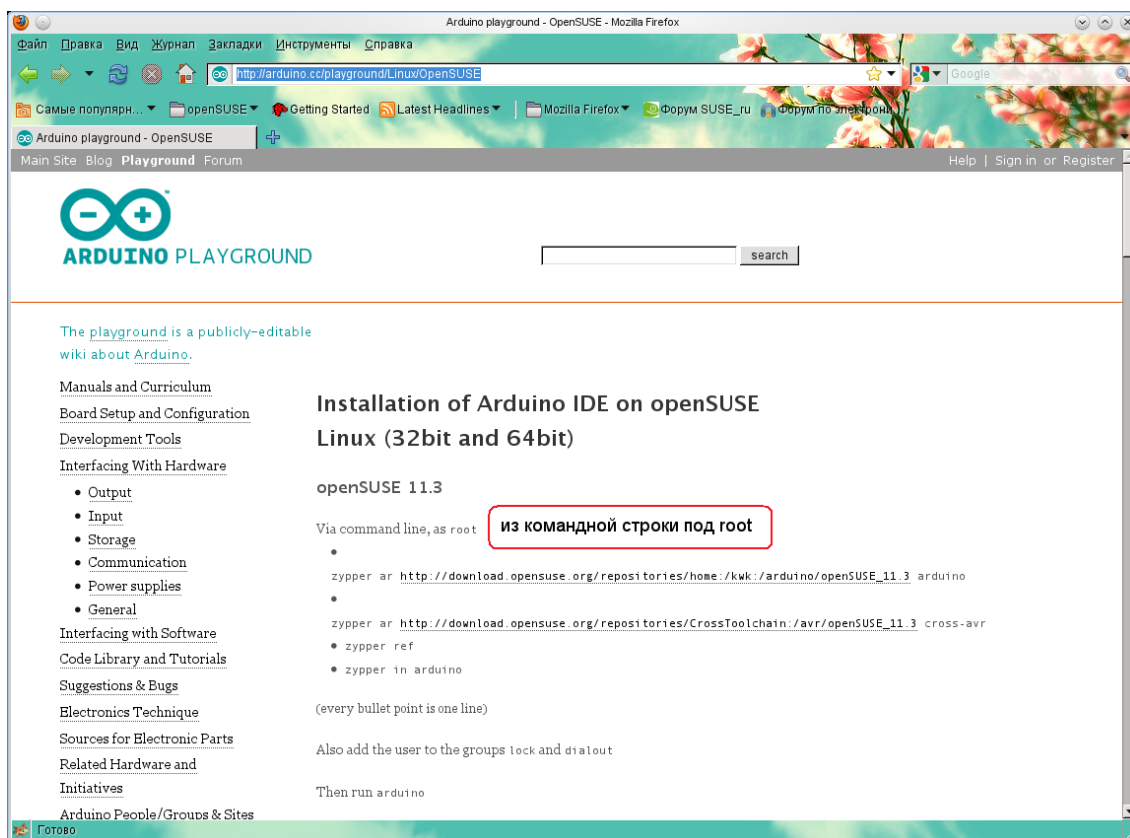 Arduino playground - OpenSUSE - Mozilla Firefox
Файл Правка Вид Журнал Закладки Инструменты Справка
http://arduino.cc/playground/Linux/OpenSUSE
Google
Самые популярн... openSUSE Getting Started Latest Headlines Mozilla Firefox Форум SUSE_ru Форум по электрони...
Arduino playground - OpenSUSE
Main Site Blog Playground Forum Help | Sign in or Register
ARDUINO PLAYGROUND
search
The playground is a publicly-editable
wiki about Arduino.
Manuals and Curriculum
Board Setup and Configuration
Development Tools
Interfacing With Hardware
• Output
• Input
• Storage
• Communication
• Power supplies
• General
Interfacing with Software
Code Library and Tutorials
Suggestions & Bugs
Electronics Technique
Sources for Electronic Parts
Related Hardware and
Initiatives
Arduino People/Groups & Sites
Installation of Arduino IDE on openSUSE
Linux (32bit and 64bit)
openSUSE 11.3
Via command line, as root
из командной строки под root
•
zypper ar http://download.opensuse.org/repositories/home:/kwk:/arduino/openSUSE_11.3 arduino
•
zypper ar http://download.opensuse.org/repositories/CrossToolchain:/avr/openSUSE_11.3 cross-avr
• zypper ref
• zypper in arduino
(every bullet point is one line)
Also add the user to the groups lock and dialout
Then run arduino
Готово